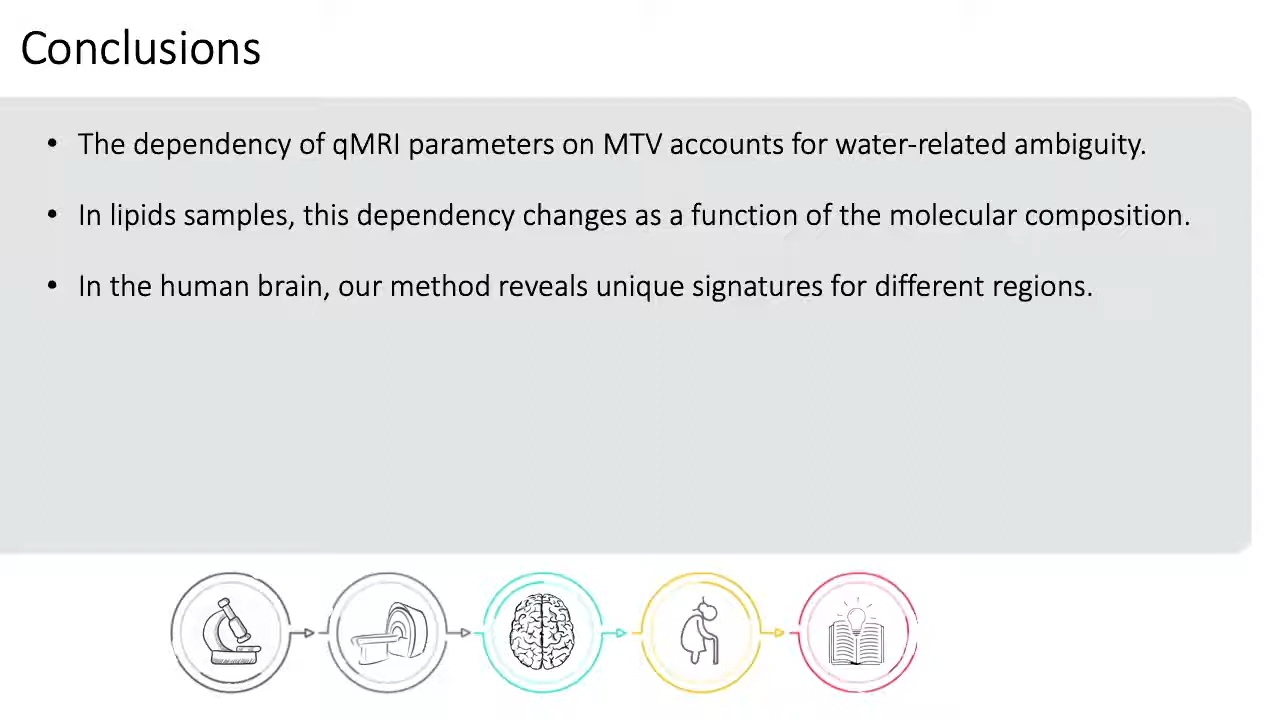 Conclusions
• The dependency of qMRI parameters on MTV accounts for water-related ambiguity.
• In lipids samples, this dependency changes as a function of the molecular composition.
• In the human brain, our method reveals unique signatures for different regions.